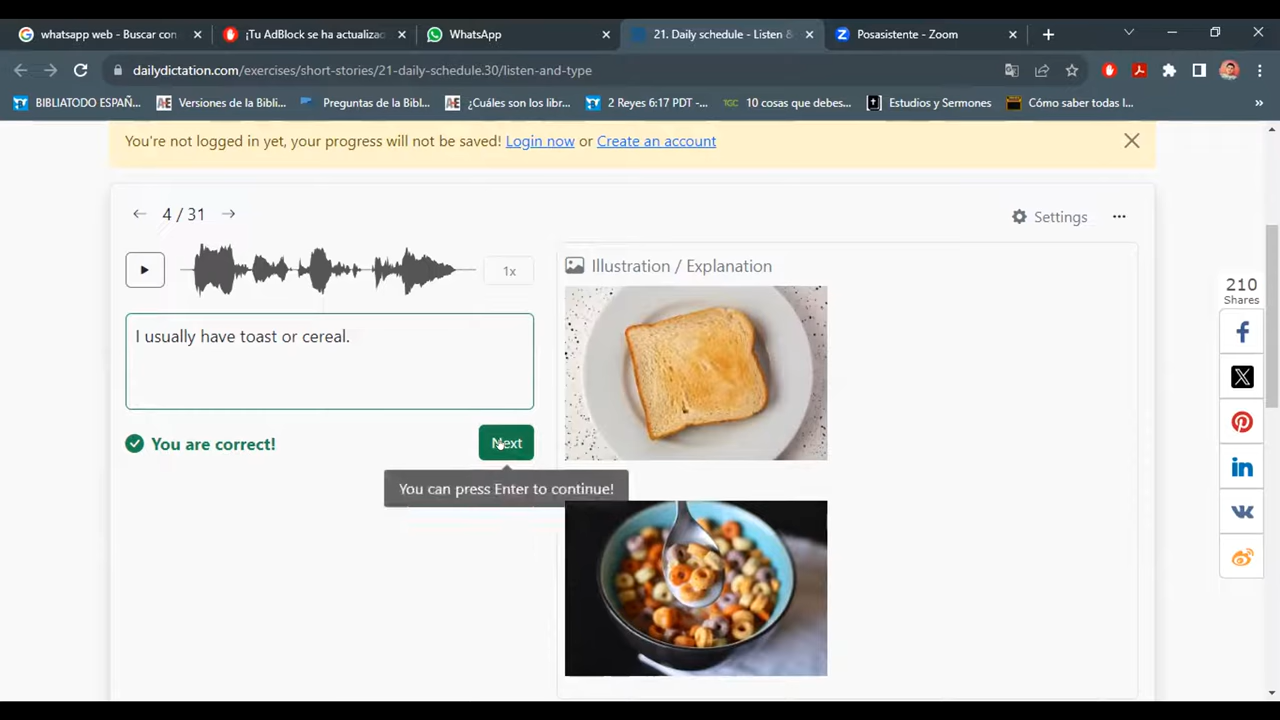 whatsapp web - Buscar con
¡Tu AdBlock se ha actualizac
WhatsApp
21. Daily schedule - Listen &
Posasistente - Zoom
dailydictation.com/exercises/short-stories/21-daily-schedule.30/listen-and-type
BIBLIATODO ESPAÑ...
Versiones de la Bibli...
Preguntas de la Bibl...
¿Cuáles son los libr...
2 Reyes 6:17 PDT -...
TGC 10 cosas que debes...
Estudios y Sermones
Cómo saber todas l...
You're not logged in yet, your progress will not be saved! Login now or Create an account
4 / 31
Settings
1x
Illustration / Explanation
210
Shares
I usually have toast or cereal.
You are correct!
Next
You can press Enter to continue!